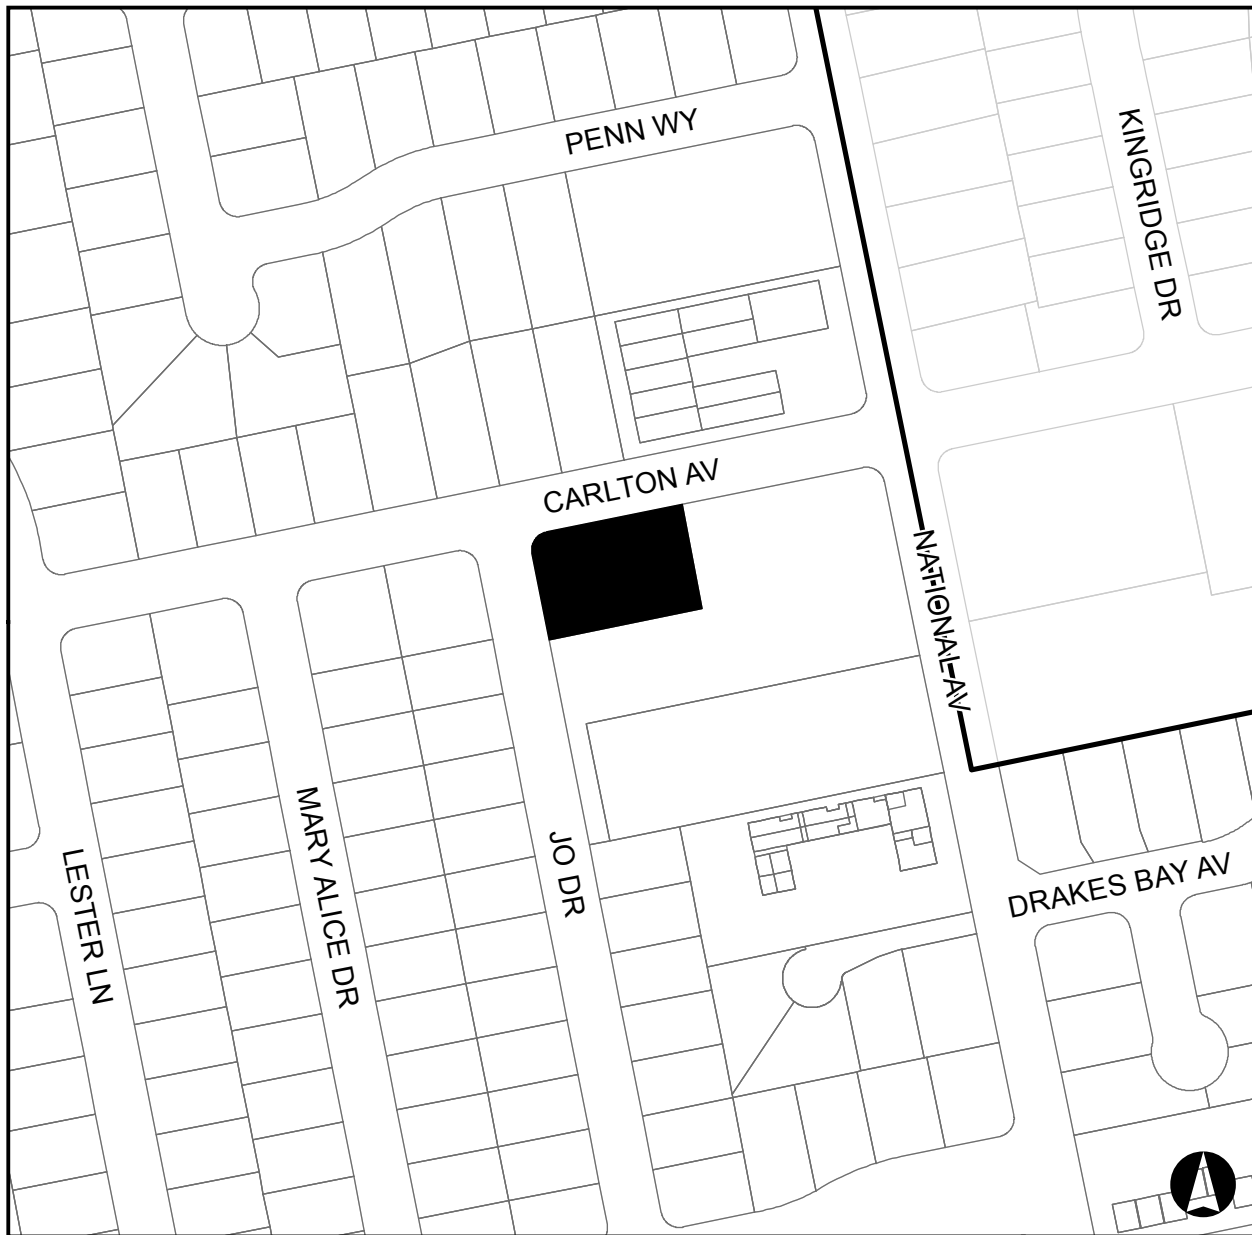 PENN WY
KINGRIDGE DR
CARLTON AV
NATIONAL AV
MARY ALICE DR
JO DR
LESTER LN
DRAKES BAY AV